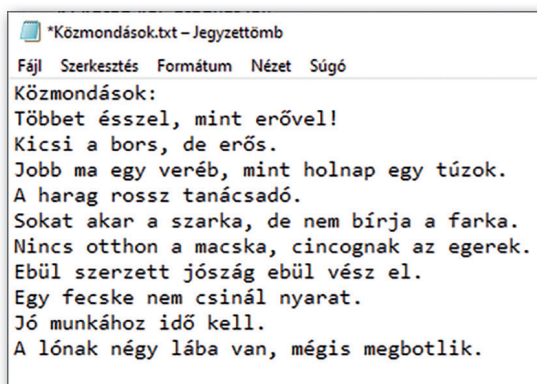 *Közmondások.txt – Jegyzettömb
Fájl Szerkesztés Formátum Nézet Súgó
Közmondások:
Többet ésszel, mint erővel!
Kicsi a bors, de erős.
Jobb ma egy veréb, mint holnap egy túzok.
A harag rossz tanácsadó.
Sokat akar a szarka, de nem bírja a farka.
Nincs otthon a macska, cincognak az egerek.
Ebül szerzett jószág ebül vész el.
Egy fecske nem csinál nyarat.
Jó munkához idő kell.
A lónak négy lába van, mégis megbotlik.